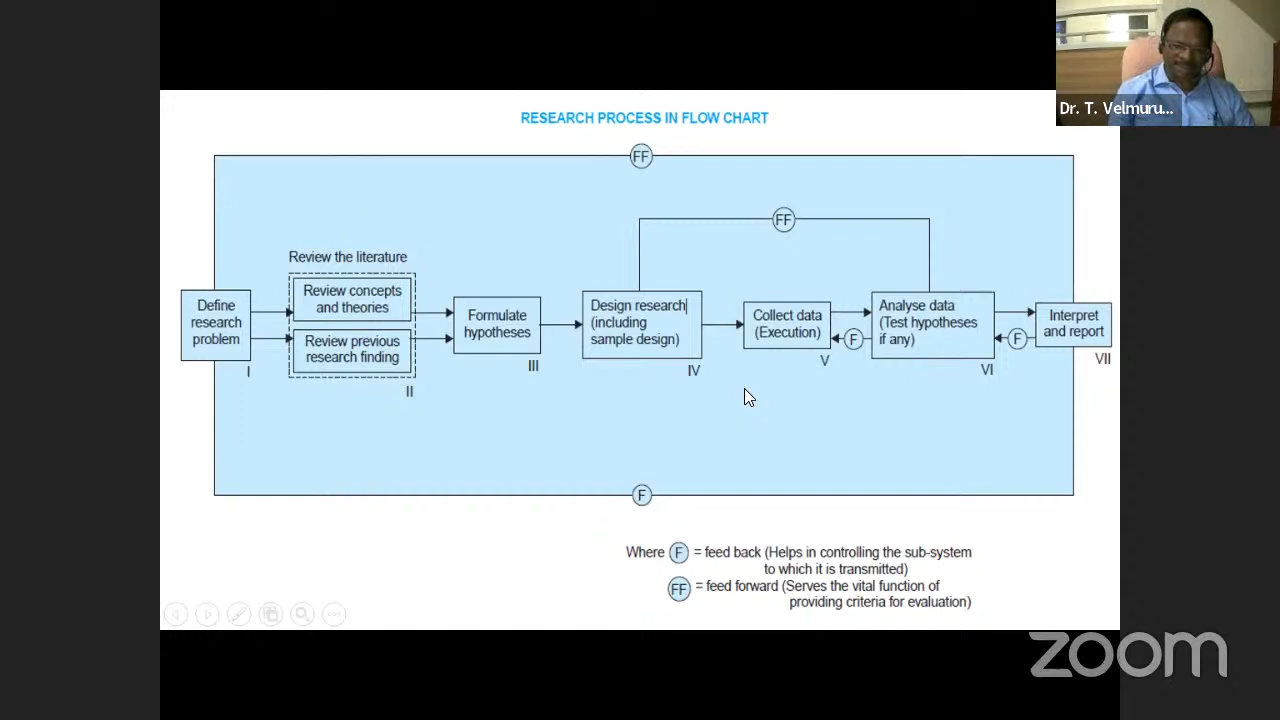 Dr. T. Velmuru...
RESEARCH PROCESS IN FLOW CHART
FF
FF
Review the literature
Define
research
problem
I
Review concepts
and theories
Review previous
research finding
II
Formulate
hypotheses
III
Design research
(including
sample design)
IV
Collect data
(Execution)
V
F
Analyse data
(Test hypotheses
if any)
VI
F
Interpret
and report
VII
F
Where F = feed back (Helps in controlling the sub-system
to which it is transmitted)
FF = feed forward (Serves the vital function of
providing criteria for evaluation)
zoom